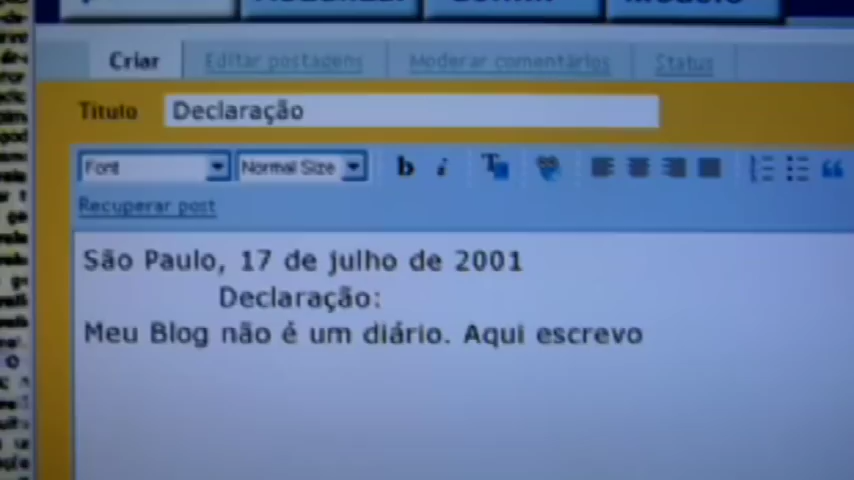 Criar Editar postagens Moderar comentários Status
Título Declaração
Font Normal Size b i T
Recuperar post
São Paulo, 17 de julho de 2001
Declaração:
Meu Blog não é um diário. Aqui escrevo